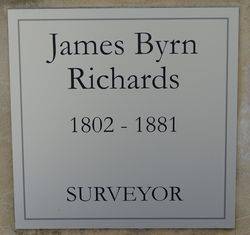 James Byrn
Richards
1802 - 1881
SURVEYOR